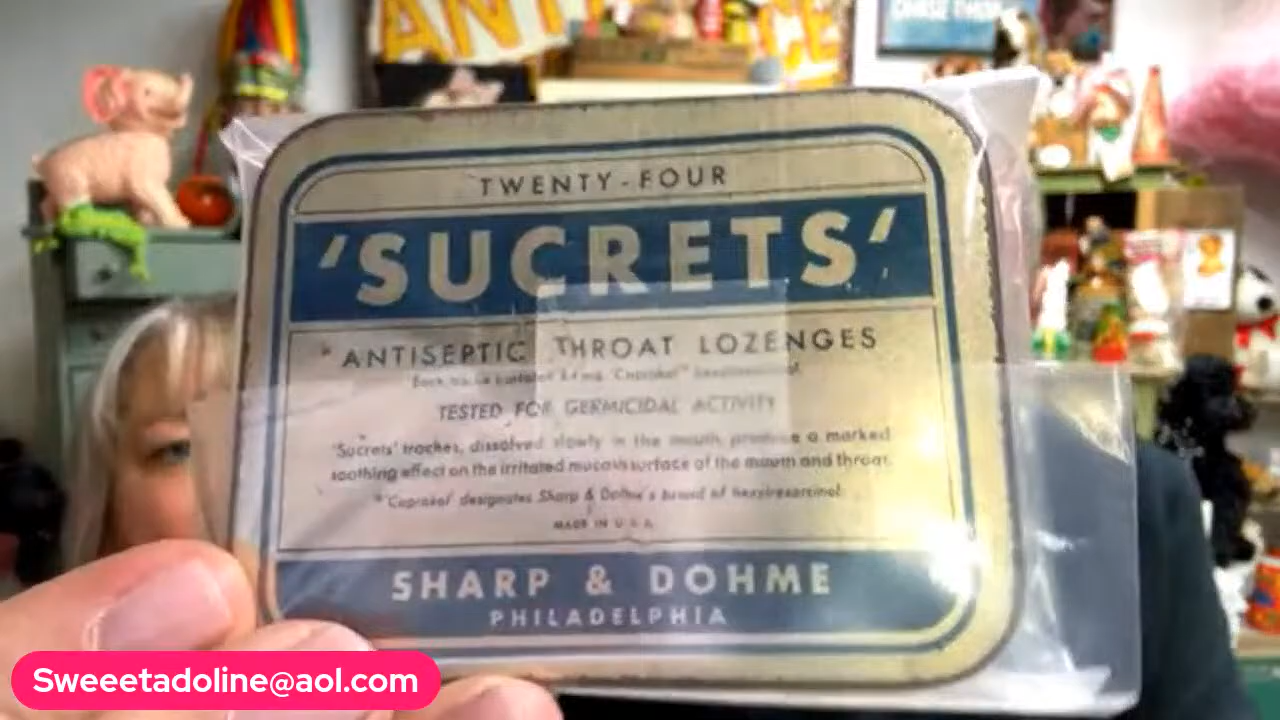 ANTI
CE
TWENTY-FOUR
'SUCRETS'
* ANTISEPTIC THROAT LOZENGES
TESTED FOR GERMICIDAL ACTIVITY
'Sucrets' troches, dissolved slowly in the mouth, produce a marked
soothing effect on the irritated mucous surface of the mouth and throat.
* 'Caprokol' designates Sharp & Dohme's brand of hexylresorcinol.
MADE IN U.S.A.
SHARP & DOHME
PHILADELPHIA
Sweeetadoline@aol.com